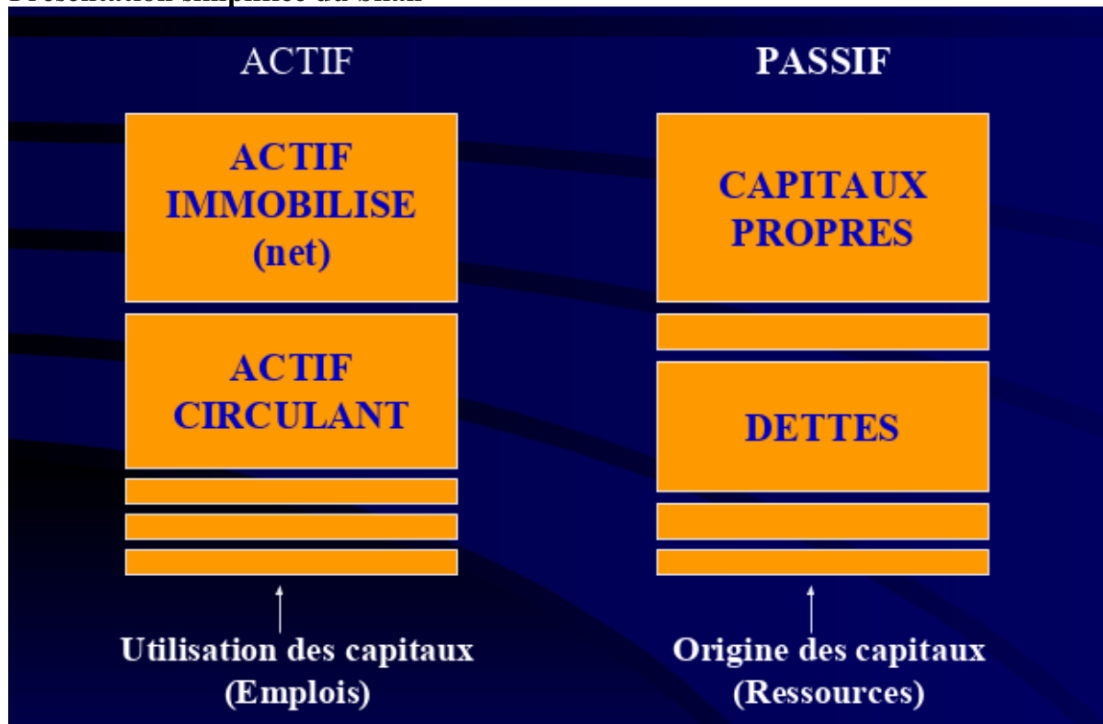 ACTIF
PASSIF
ACTIF
IMMOBILISE
(net)
CAPITAUX
PROPRES
ACTIF
CIRCULANT
DETTES
Utilisation des capitaux
(Emplois)
Origine des capitaux
(Ressources)